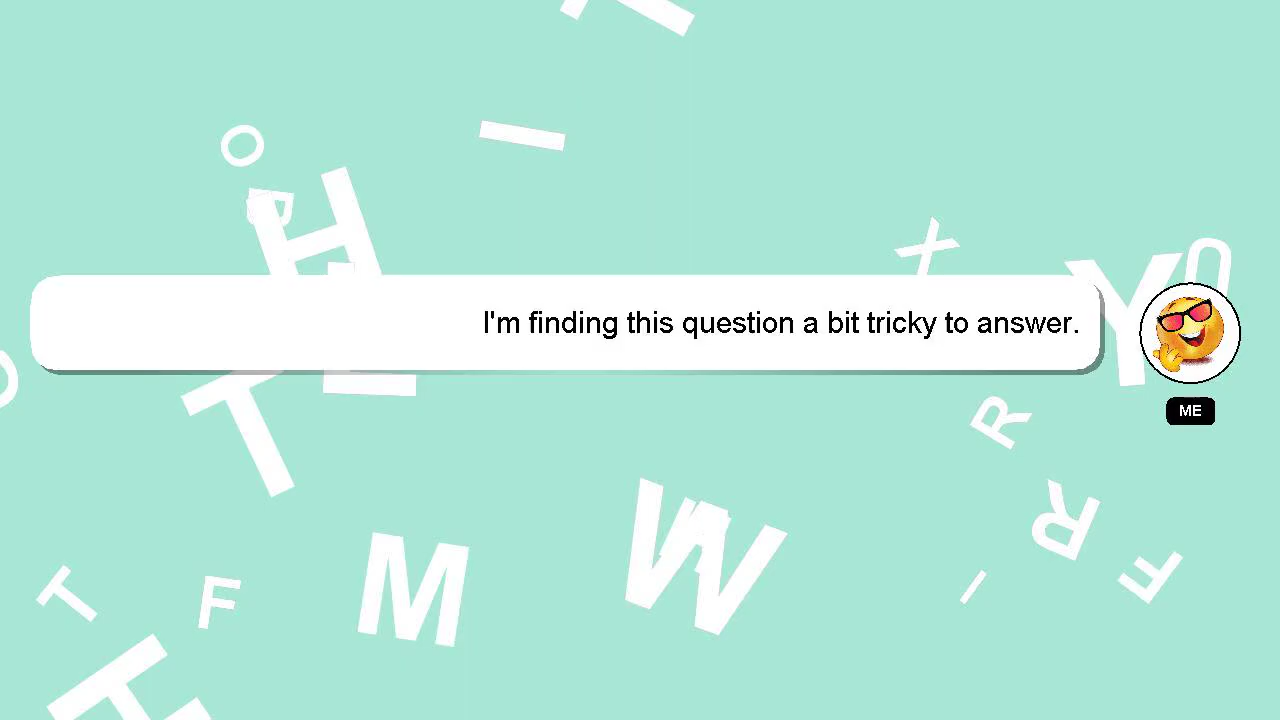 I'm finding this question a bit tricky to answer.
ME
I
O
D
H
X
Y
O
T
R
R
F
I
T
F
M
W